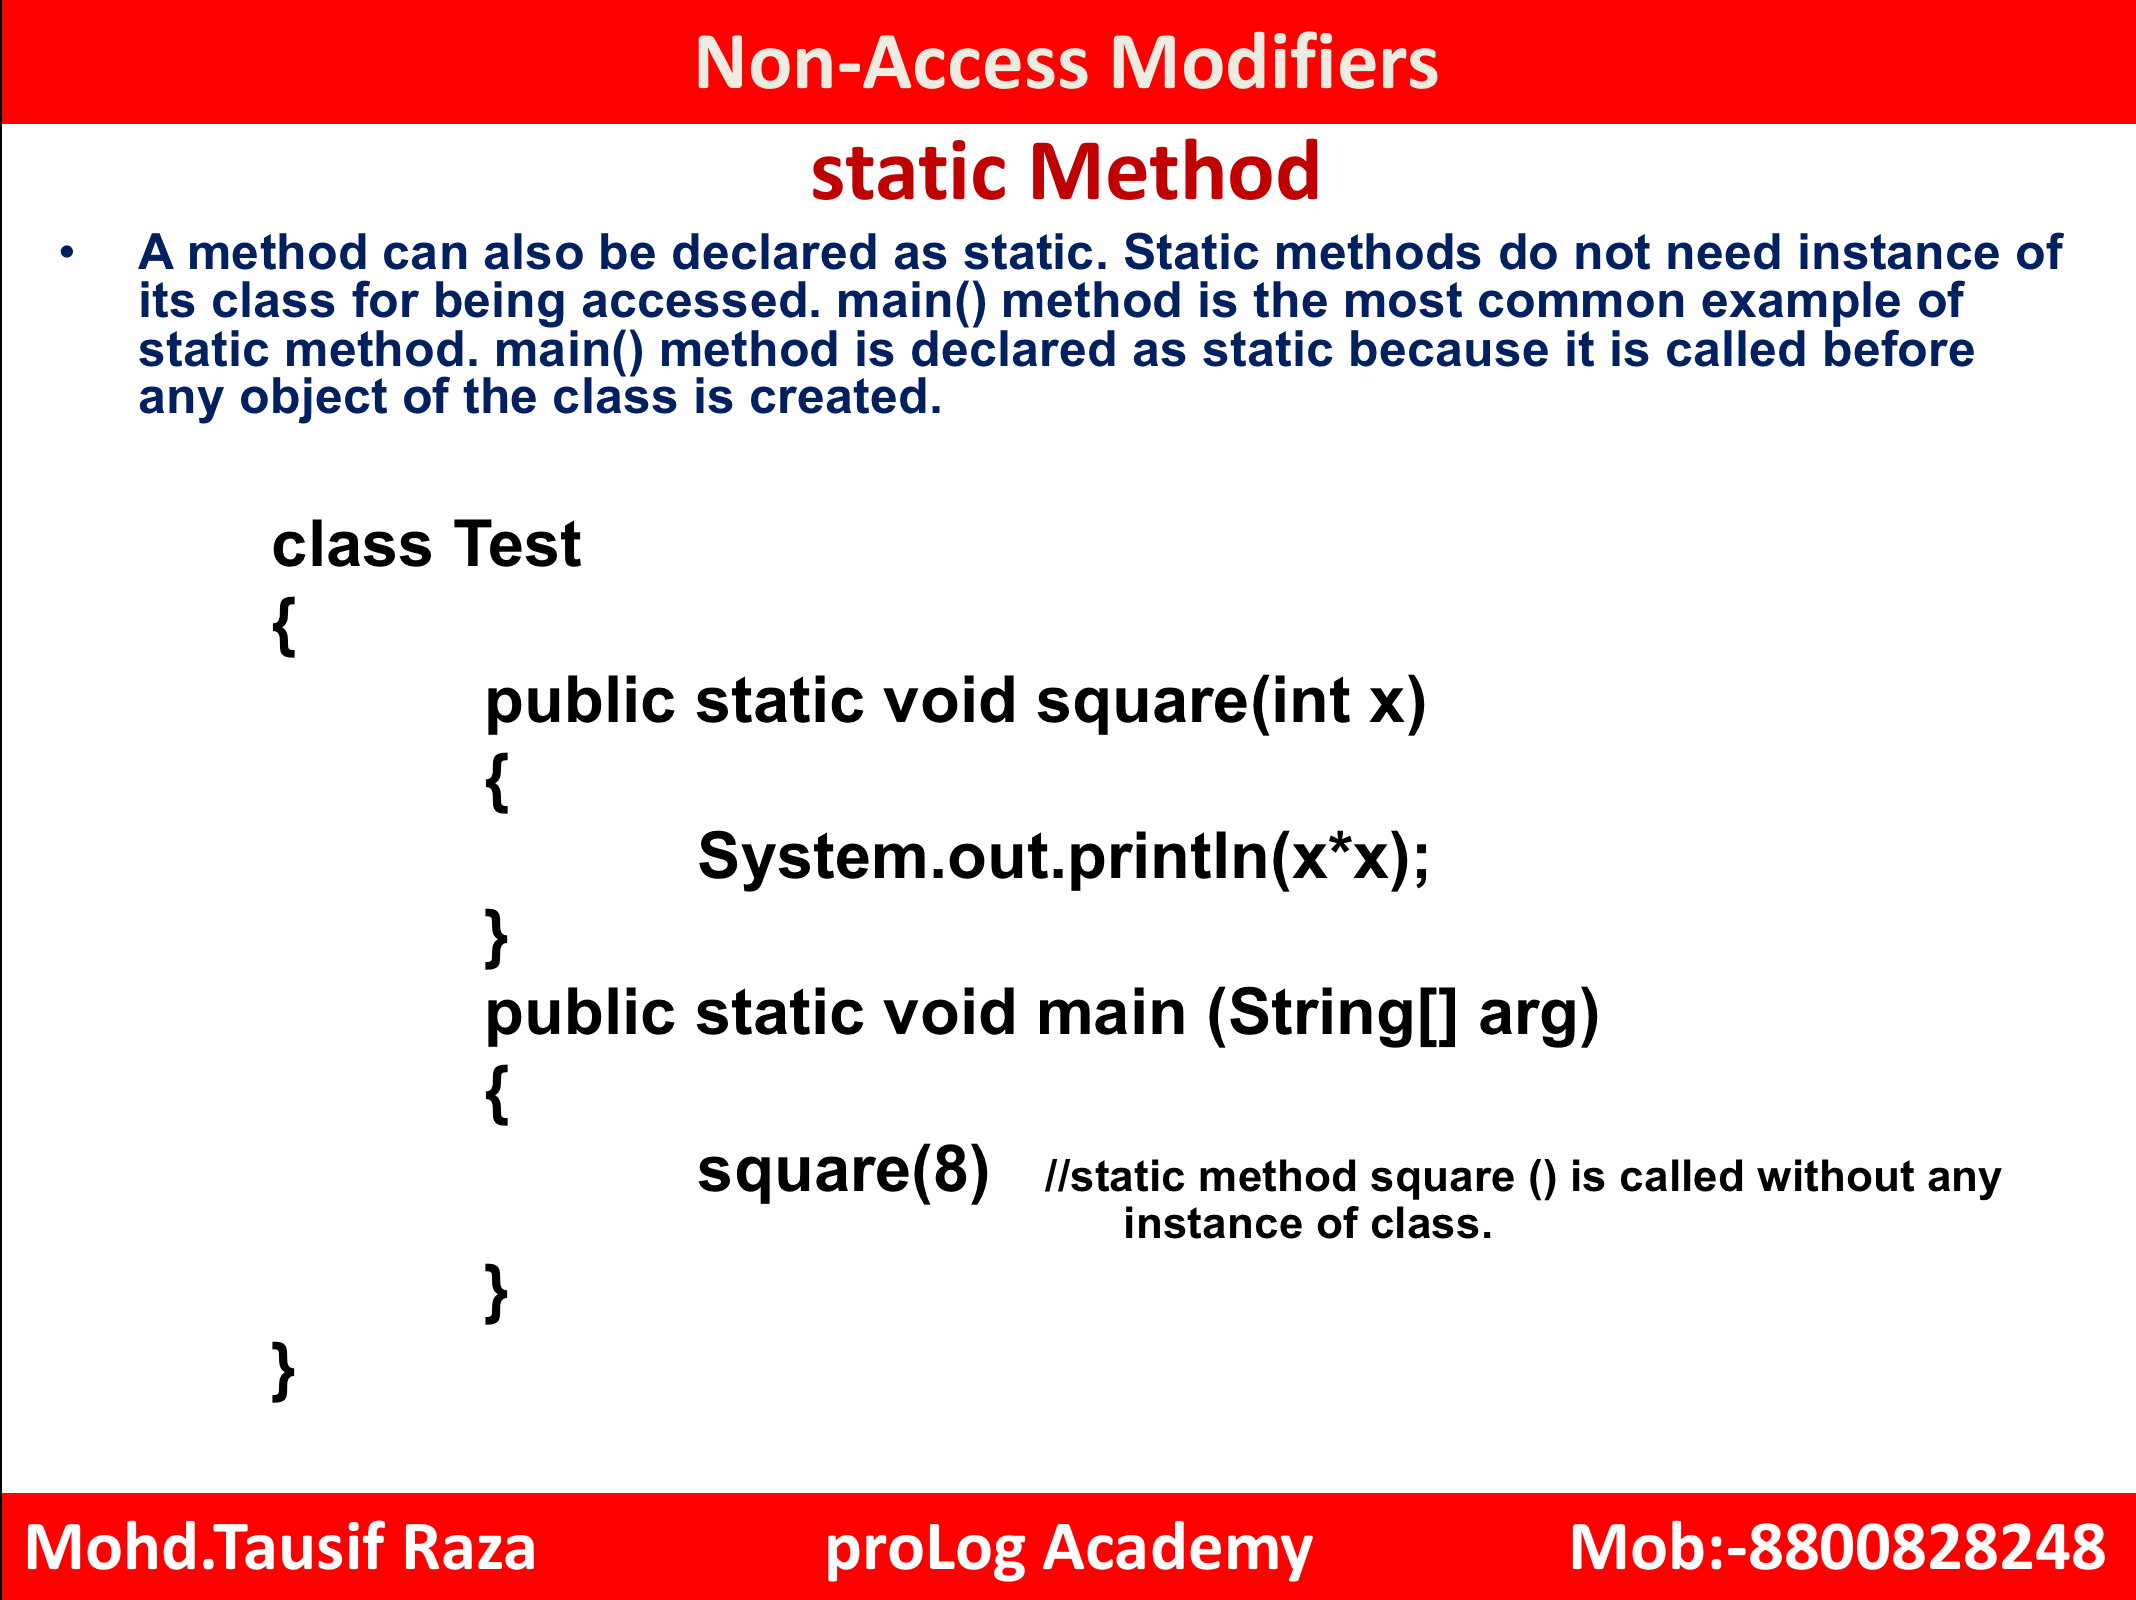 Non-Access Modifiers
static Method
• A method can also be declared as static. Static methods do not need instance of
its class for being accessed. main() method is the most common example of
static method. main() method is declared as static because it is called before
any object of the class is created.
class Test
{
public static void square(int x)
{
System.out.println(x*x);
}
public static void main (String[] arg)
{
square(8) //static method square () is called without any
instance of class.
}
}
Mohd.Tausif Raza proLog Academy Mob:-8800828248